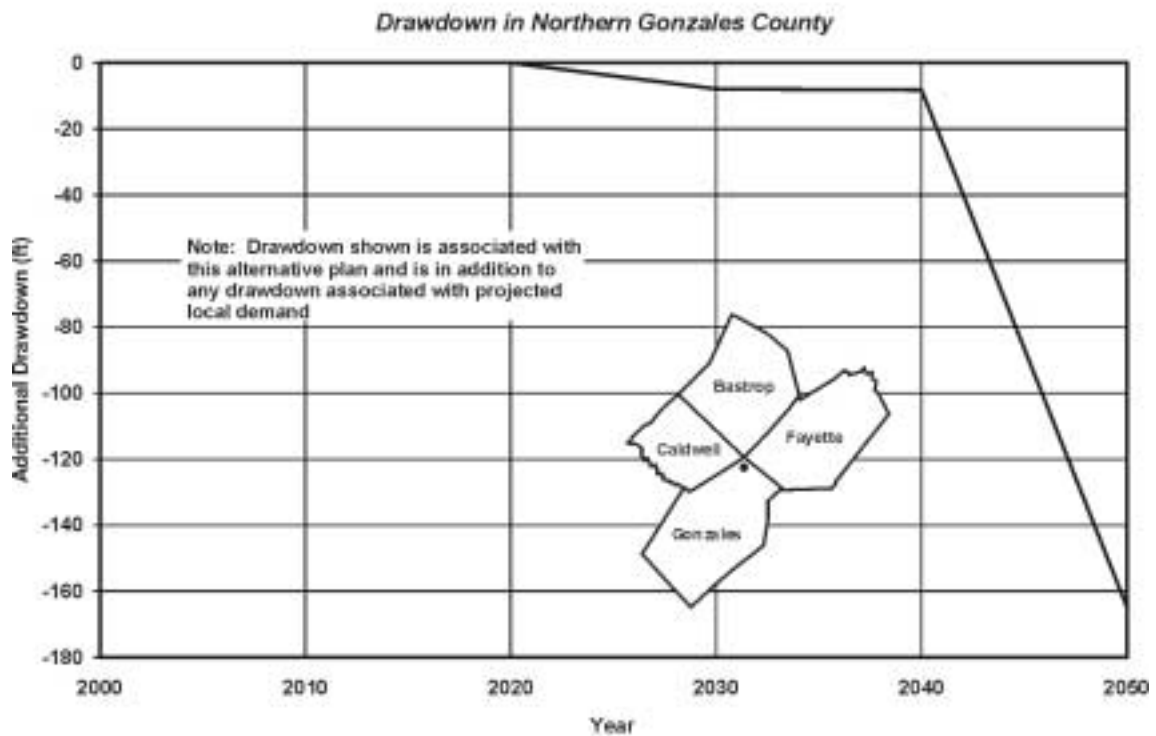 Drawdown in Northern Gonzales County
0
-20
-40
-60
-80
-100
-120
-140
-160
-180
Additional Drawdown (ft)
Note: Drawdown shown is associated with
this alternative plan and is in addition to
any drawdown associated with projected
local demand
Bastrop
Caldwell
Fayette
Gonzales
2000 2010 2020 2030 2040 2050
Year